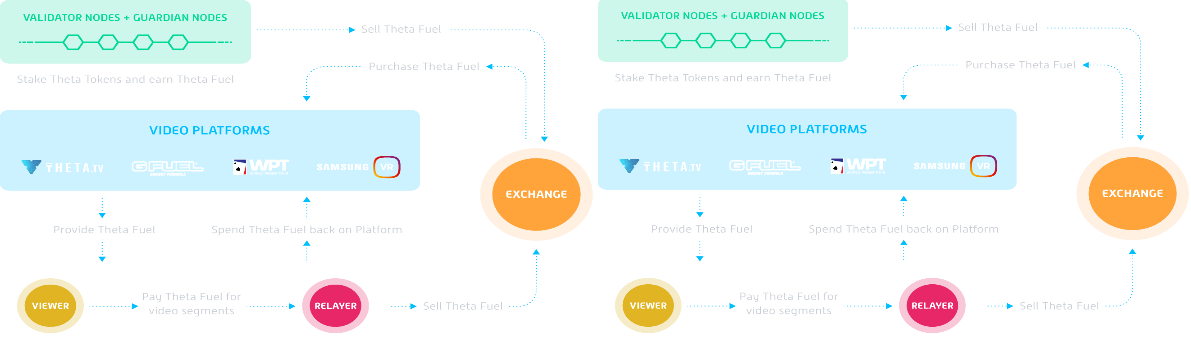 VALIDATOR NODES + GUARDIAN NODES
Sell Theta Fuel
Stake Theta Tokens and earn Theta Fuel
Purchase Theta Fuel
VIDEO PLATFORMS
THETA.TV
GFUEL
WPT
SAMSUNG VR
EXCHANGE
Provide Theta Fuel
Spend Theta Fuel back on Platform
VIEWER
Pay Theta Fuel for
video segments
RELAYER
Sell Theta Fuel
VALIDATOR NODES + GUARDIAN NODES
Sell Theta Fuel
Stake Theta Tokens and earn Theta Fuel
Purchase Theta Fuel
VIDEO PLATFORMS
THETA.TV
GFUEL
WPT
SAMSUNG VR
EXCHANGE
Provide Theta Fuel
Spend Theta Fuel back on Platform
VIEWER
Pay Theta Fuel for
video segments
RELAYER
Sell Theta Fuel